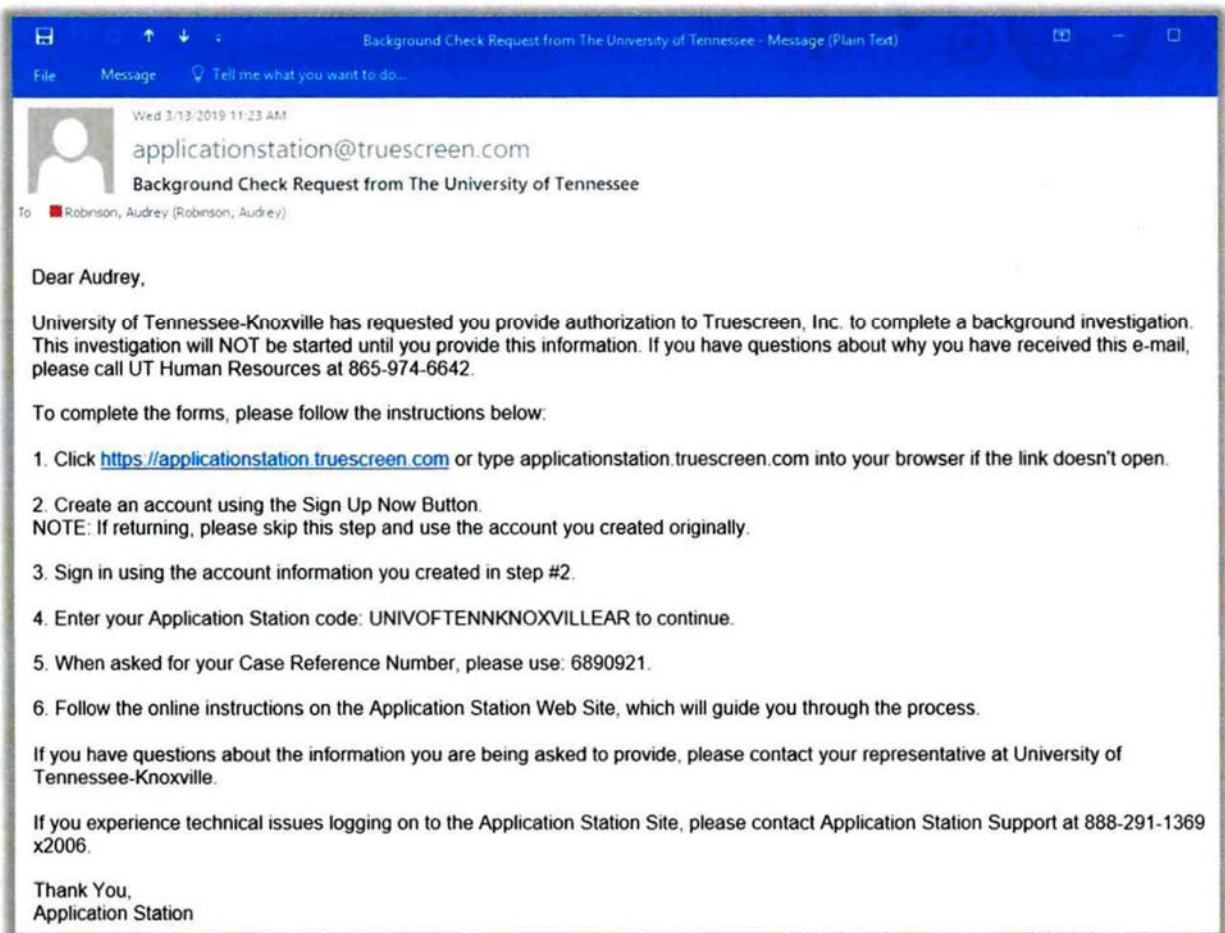 Background Check Request from The University of Tennessee - Message (Plain Text)
File Message Tell me what you want to do...
Wed 3/13/2019 11:23 AM
applicationstation@truescreen.com
Background Check Request from The University of Tennessee
To Robinson, Audrey (Robinson, Audrey)
Dear Audrey,
University of Tennessee-Knoxville has requested you provide authorization to Truescreen, Inc. to complete a background investigation.
This investigation will NOT be started until you provide this information. If you have questions about why you have received this e-mail,
please call UT Human Resources at 865-974-6642.
To complete the forms, please follow the instructions below:
1. Click https://applicationstation.truescreen.com or type applicationstation.truescreen.com into your browser if the link doesn't open.
2. Create an account using the Sign Up Now Button.
NOTE: If returning, please skip this step and use the account you created originally.
3. Sign in using the account information you created in step #2.
4. Enter your Application Station code: UNIVOFTENNKNOXVILLEAR to continue.
5. When asked for your Case Reference Number, please use: 6890921.
6. Follow the online instructions on the Application Station Web Site, which will guide you through the process.
If you have questions about the information you are being asked to provide, please contact your representative at University of
Tennessee-Knoxville.
If you experience technical issues logging on to the Application Station Site, please contact Application Station Support at 888-291-1369
x2006.
Thank You,
Application Station